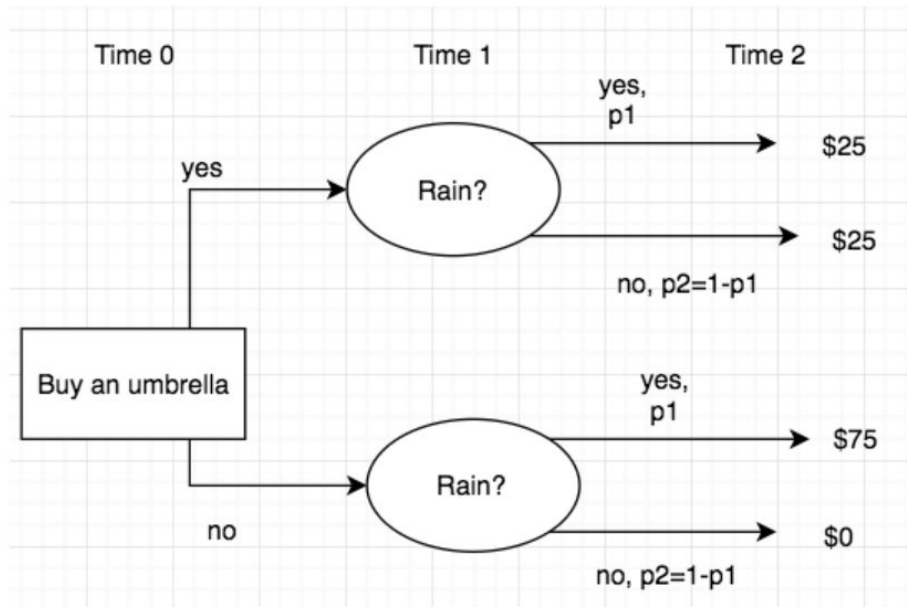 Time 0
Time 1
Time 2
yes,
p1
$25
yes
Rain?
$25
no, p2=1-p1
Buy an umbrella
yes,
p1
$75
Rain?
no
$0
no, p2=1-p1